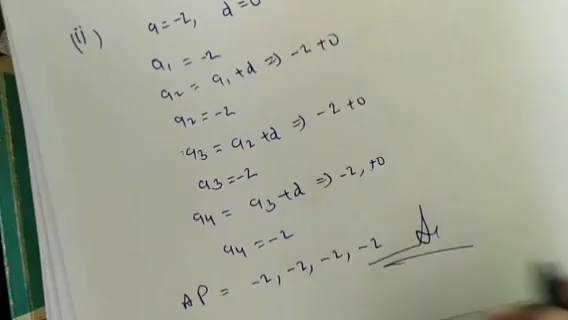 (ii) a = -2, d = 0
a1 = -2
a2 = a1 + d ⇒ -2 + 0
a2 = -2
a3 = a2 + d ⇒ -2 + 0
a3 = -2
a4 = a3 + d ⇒ -2, +0
a4 = -2
AP = -2, -2, -2, -2